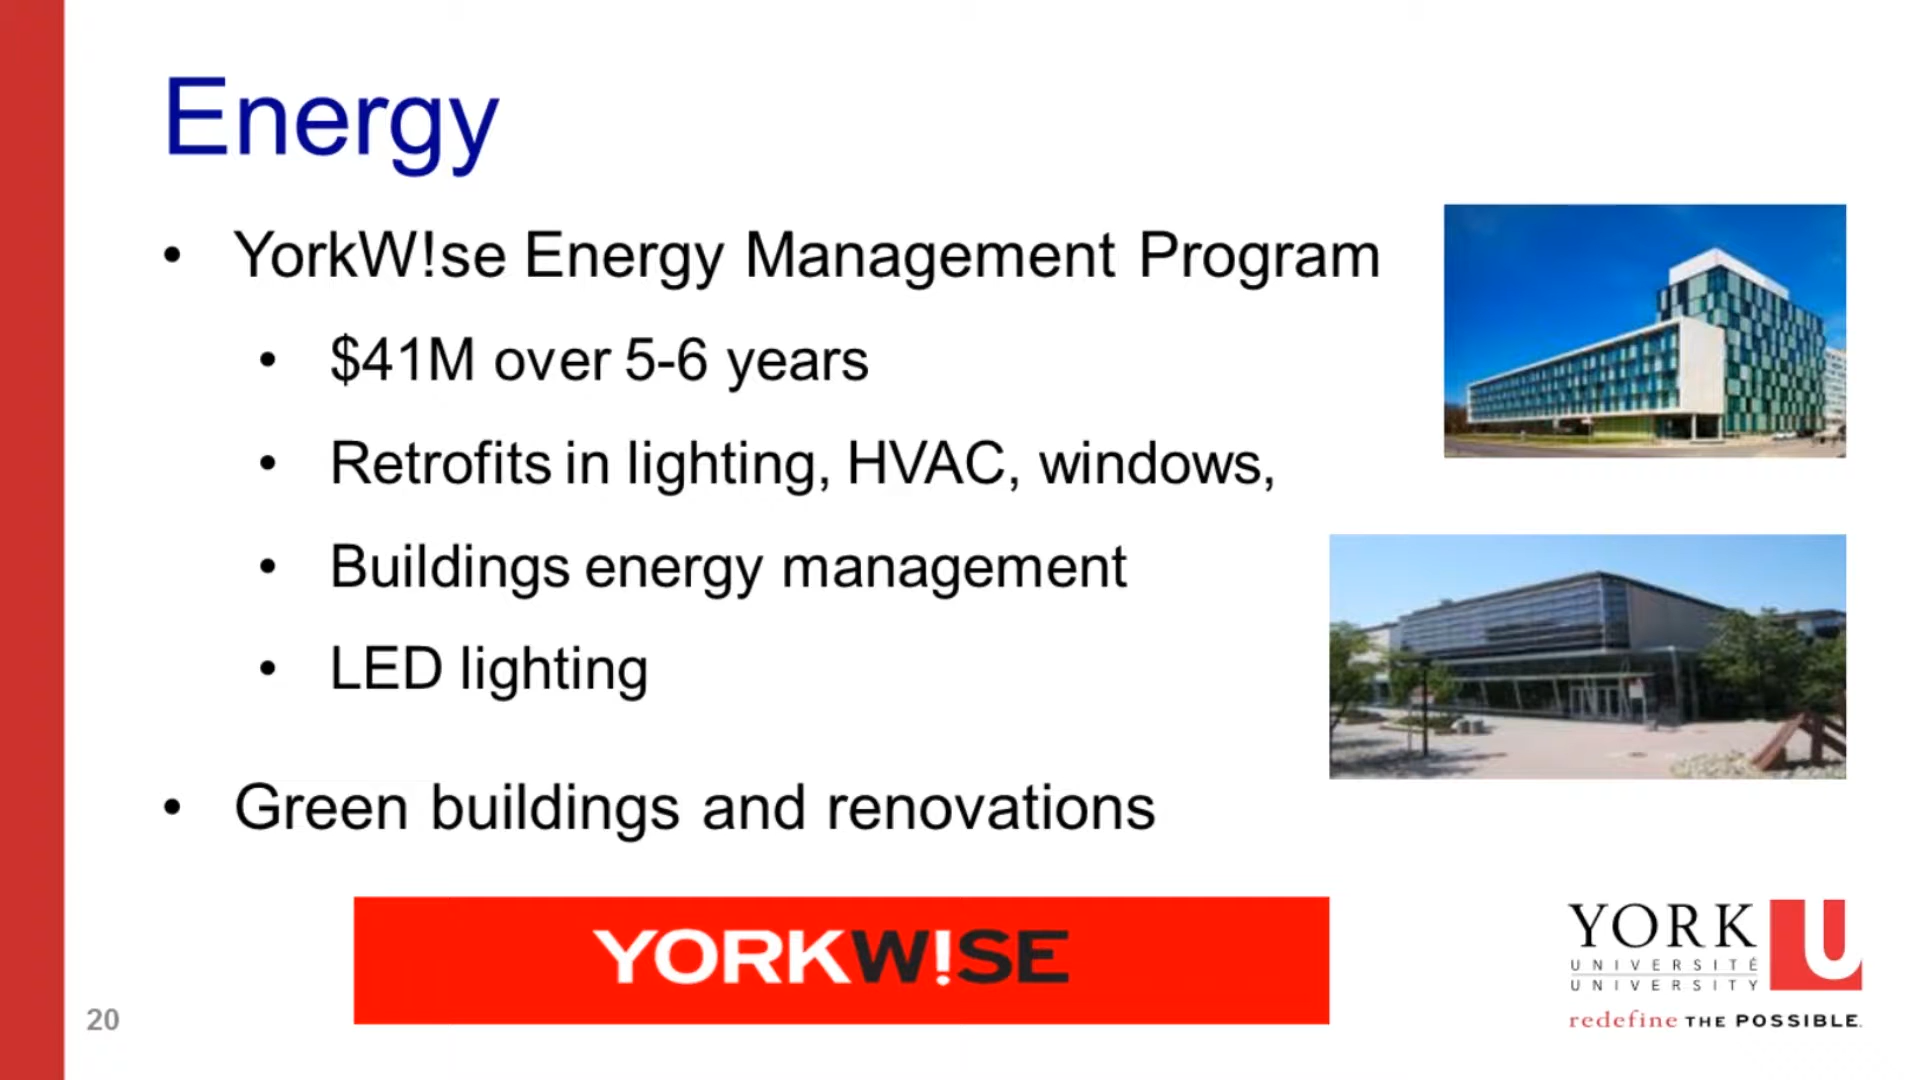 Energy
• YorkW!se Energy Management Program
• $41M over 5-6 years
• Retrofits in lighting, HVAC, windows,
• Buildings energy management
• LED lighting
• Green buildings and renovations
YORKW!SE
YORK U
UNIVERSITÉ
UNIVERSITY
redefine THE POSSIBLE.
20